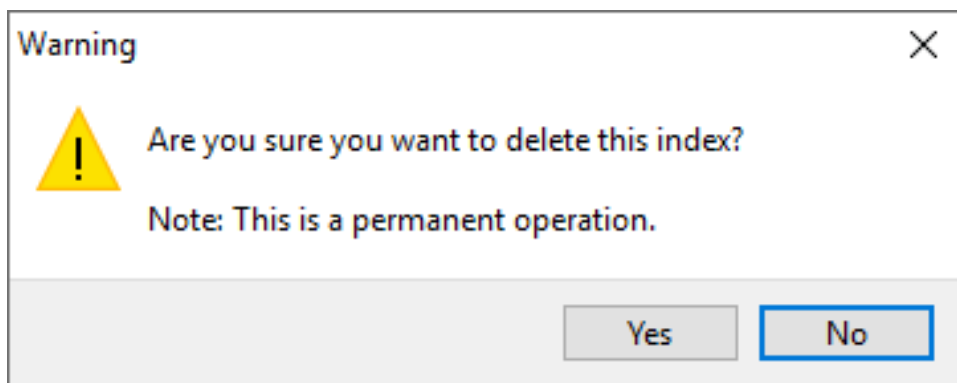 Warning
Are you sure you want to delete this index?
Note: This is a permanent operation.
Yes
No